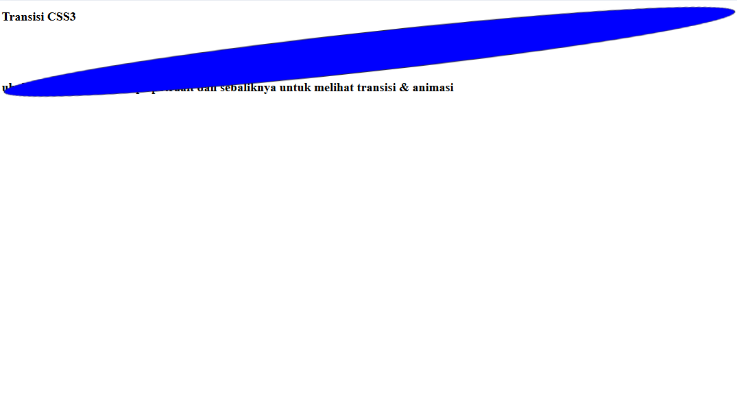 Transisi CSS3
dan sebaliknya untuk melihat transisi & animasi